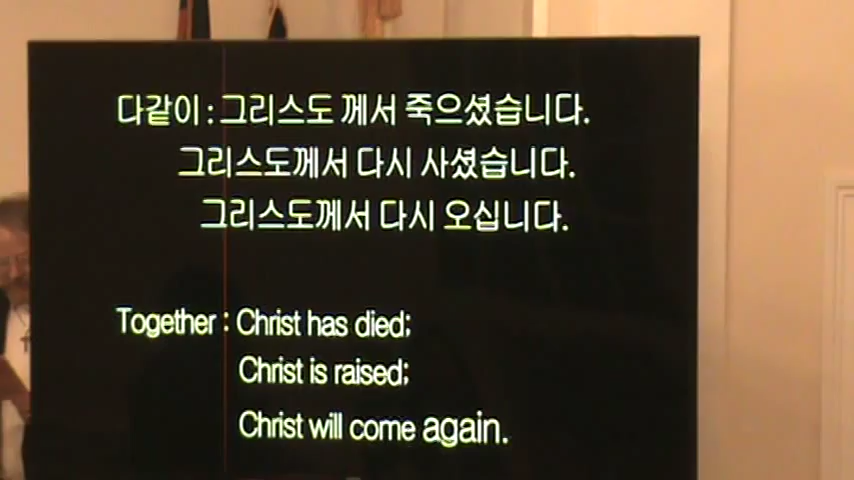 다같이 : 그리스도 께서 죽으셨습니다.
그리스도께서 다시 사셨습니다.
그리스도께서 다시 오십니다.
Together : Christ has died;
Christ is raised;
Christ will come again.